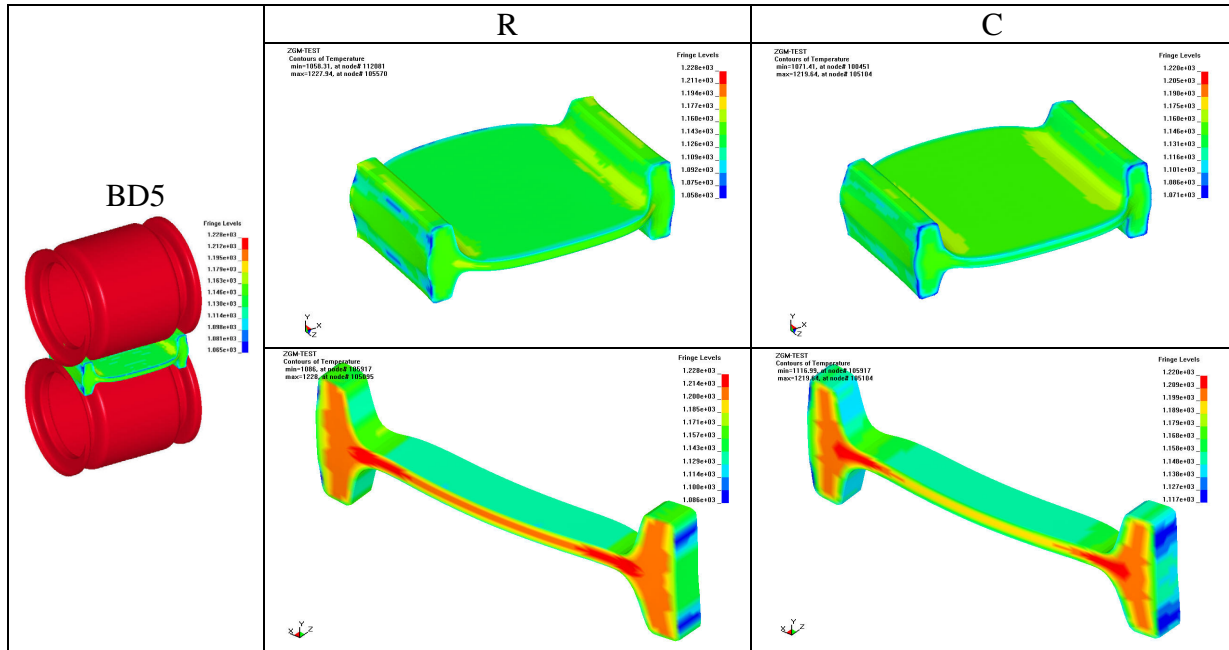 R
C
BD5
Fringe Levels
1.228e+03
1.212e+03
1.195e+03
1.179e+03
1.163e+03
1.146e+03
1.130e+03
1.114e+03
1.098e+03
1.081e+03
1.065e+03
ZGM-TEST
Contours of Temperature
min=1058.31, at node# 112081
max=1227.94, at node# 105570
Fringe Levels
1.228e+03
1.211e+03
1.194e+03
1.177e+03
1.160e+03
1.143e+03
1.126e+03
1.109e+03
1.092e+03
1.075e+03
1.058e+03
Y
X
Z
ZGM-TEST
Contours of Temperature
min=1071.41, at node# 100451
max=1219.64, at node# 105104
Fringe Levels
1.220e+03
1.205e+03
1.190e+03
1.175e+03
1.160e+03
1.146e+03
1.131e+03
1.116e+03
1.101e+03
1.086e+03
1.071e+03
Y
X
Z
ZGM-TEST
Contours of Temperature
min=1086, at node# 105917
max=1228, at node# 105095
Fringe Levels
1.228e+03
1.214e+03
1.200e+03
1.185e+03
1.171e+03
1.157e+03
1.143e+03
1.129e+03
1.114e+03
1.100e+03
1.086e+03
Y
X Z
ZGM-TEST
Contours of Temperature
min=1116.99, at node# 105917
max=1219.64, at node# 105104
Fringe Levels
1.220e+03
1.209e+03
1.199e+03
1.189e+03
1.179e+03
1.168e+03
1.158e+03
1.148e+03
1.138e+03
1.127e+03
1.117e+03
Y
X Z